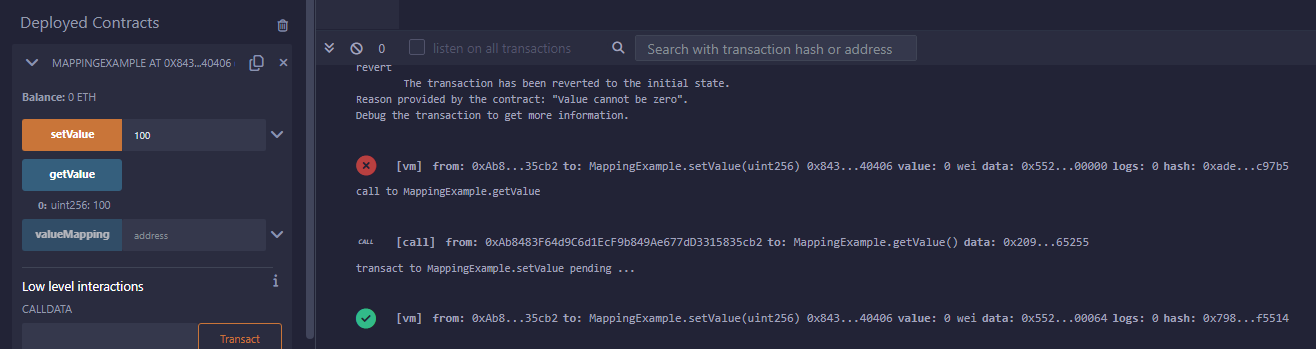 Deployed Contracts
MAPPINGEXAMPLE AT 0X843...40406
Balance: 0 ETH
setValue 100
getValue
0: uint256: 100
valueMapping address
Low level interactions
CALLDATA
Transact
0 listen on all transactions Search with transaction hash or address
revert
The transaction has been reverted to the initial state.
Reason provided by the contract: "Value cannot be zero".
Debug the transaction to get more information.
[vm] from: 0xAb8...35cb2 to: MappingExample.setValue(uint256) 0x843...40406 value: 0 wei data: 0x552...00000 logs: 0 hash: 0xade...c97b5
call to MappingExample.getValue
CALL [call] from: 0xAb8483F64d9C6d1EcF9b849Ae677dD3315835cb2 to: MappingExample.getValue() data: 0x209...65255
transact to MappingExample.setValue pending ...
[vm] from: 0xAb8...35cb2 to: MappingExample.setValue(uint256) 0x843...40406 value: 0 wei data: 0x552...00064 logs: 0 hash: 0x798...f5514